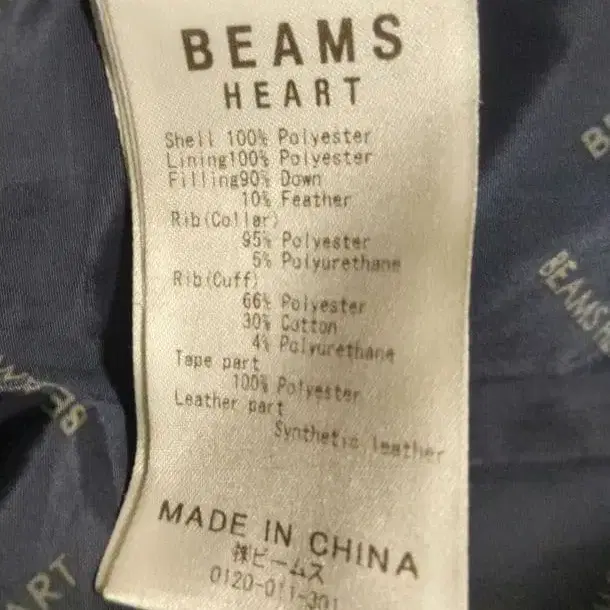 BEAMS
HEART
Shell 100% Polyester
Lining100% Polyester
Filling90% Down
10% Feather
Rib(Collar)
95% Polyester
5% Polyurethane
Rib(Cuff)
66% Polyester
30% Cotton
4% Polyurethane
Tape part
100% Polyester
Leather part
Synthetic leather
MADE IN CHINA
㈱ビームス
0120-011-301
BEAMS
ART